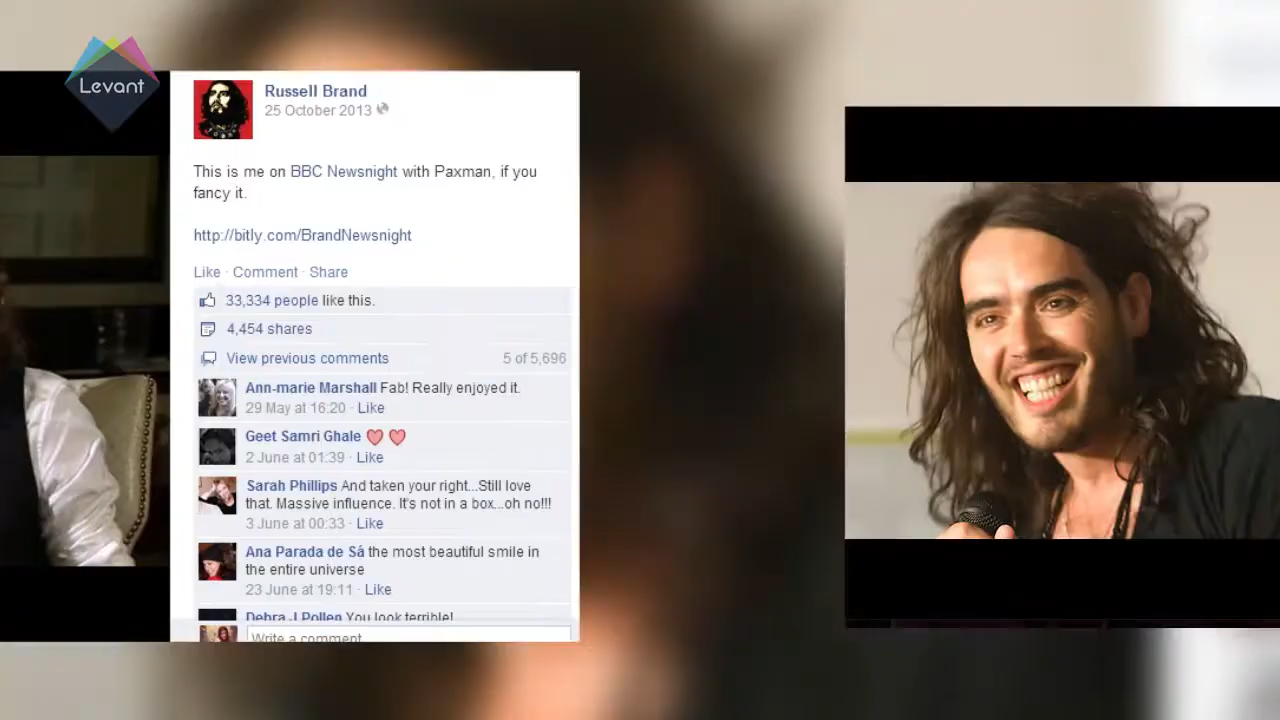 Levant
Russell Brand
25 October 2013
This is me on BBC Newsnight with Paxman, if you
fancy it.
http://bitly.com/BrandNewsnight
Like · Comment · Share
33,334 people like this.
4,454 shares
View previous comments 5 of 5,696
Ann-marie Marshall Fab! Really enjoyed it.
29 May at 16:20 · Like
Geet Samri Ghale
2 June at 01:39 · Like
Sarah Phillips And taken your right...Still love
that. Massive influence. It's not in a box...oh no!!!
3 June at 00:33 · Like
Ana Parada de Sá the most beautiful smile in
the entire universe
23 June at 19:11 · Like
Debra J Pollen You look terrible!
Write a comment